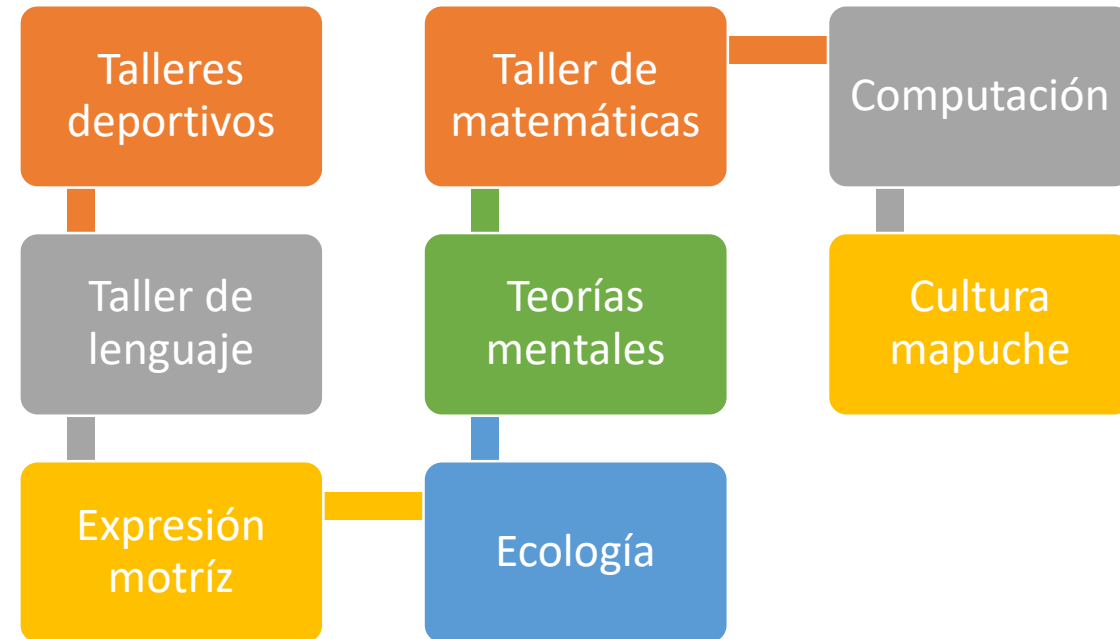 Talleres
deportivos
Taller de
lenguaje
Expresión
motríz
Ecología
Teorías
mentales
Taller de
matemáticas
Computación
Cultura
mapuche